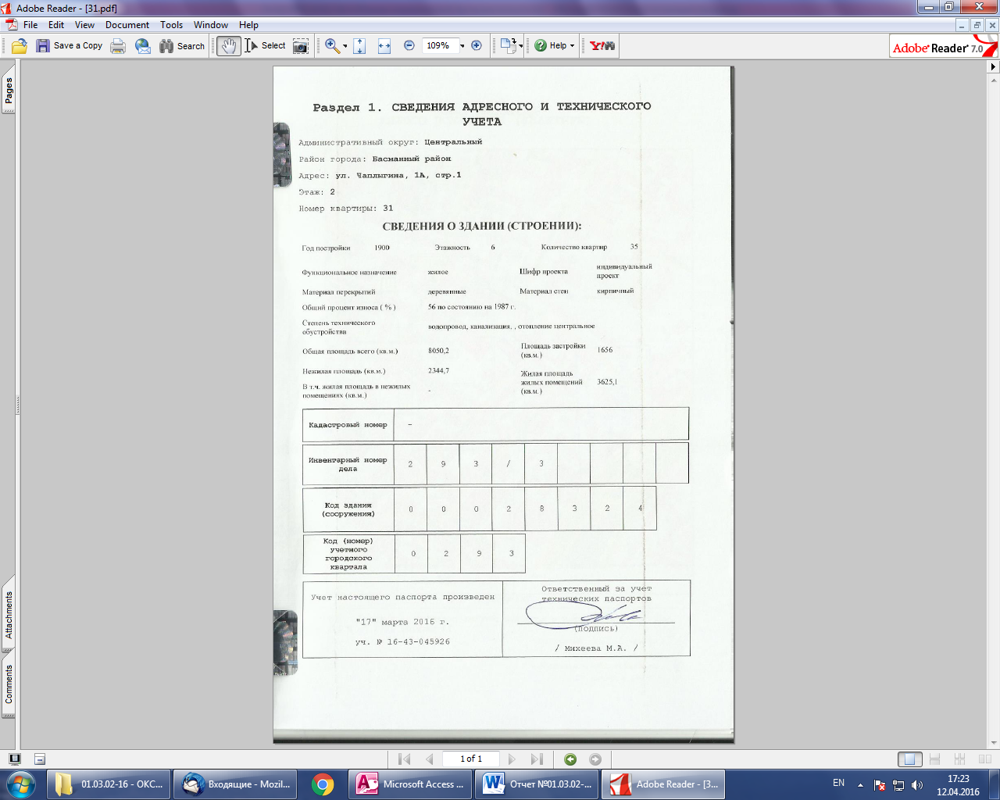 Adobe Reader - [31.pdf]
File Edit View Document Tools Window Help
Save a Copy Search Select 109% Help Y! Adobe Reader 7.0
Pages
Attachments
Comments
Раздел 1. СВЕДЕНИЯ АДРЕСНОГО И ТЕХНИЧЕСКОГО
УЧЕТА
Административный округ: Центральный
Район города: Басманный район
Адрес: ул. Чаплыгина, 1А, стр.1
Этаж: 2
Номер квартиры: 31
СВЕДЕНИЯ О ЗДАНИИ (СТРОЕНИИ):
Год постройки 1900 Этажность 6 Количество квартир 35
Функциональное назначение жилое Шифр проекта индивидуальный
проект
Материал перекрытий деревянные Материал стен кирпичный
Общий процент износа ( % ) 56 по состоянию на 1987 г.
Степень технического
обустройства водопровод, канализация, , отопление центральное
Общая площадь всего (кв.м.) 8050,2 Площадь застройки
(кв.м.) 1656
Нежилая площадь (кв.м.) 2344,7 Жилая площадь
жилых помещений
(кв.м.) 3625,1
В т.ч. жилая площадь в нежилых
помещениях (кв.м.) -
Кадастровый номер -
Инвентарный номер
дела 2 9 3 / 3
Код здания
(сооружения) 0 0 0 2 8 3 2 4
Код (номер)
учетного
городского
квартала 0 2 9 3
Учет настоящего паспорта произведен
"17" марта 2016 г.
уч. № 16-43-045926
Ответственный за учет
технических паспортов
(подпись)
/ Михеева М.А. /
1 of 1
01.03.02-16 - ОКС... Входящие - Mozil... Microsoft Access ... Отчет №01.03.02-... Adobe Reader - [3... EN 17:23
12.04.2016